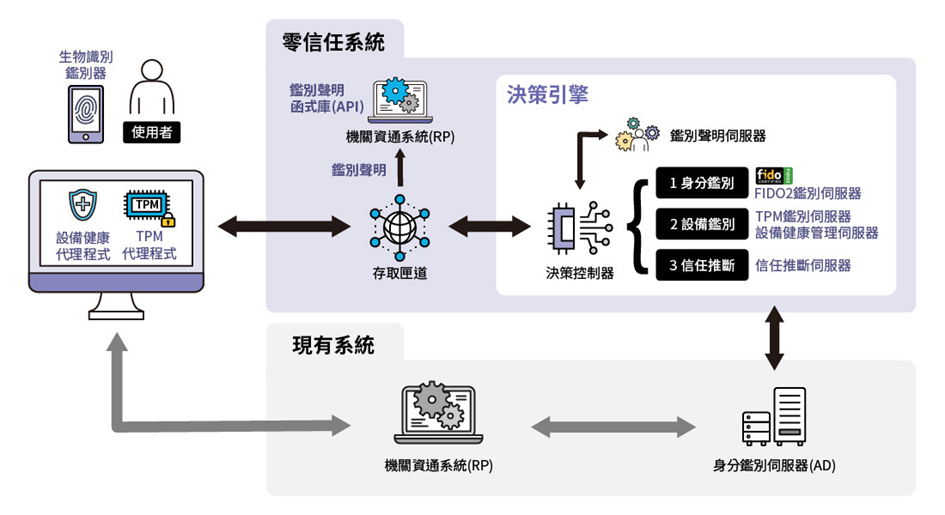 生物識別
鑑別器
使用者
TPM
設備健康
代理程式
TPM
代理程式
零信任系統
鑑別聲明
函式庫(API)
機關資通系統(RP)
鑑別聲明
存取匣道
決策引擎
鑑別聲明伺服器
決策控制器
1 身分鑑別
fido
CERTIFIED
FIDO
FIDO2鑑別伺服器
2 設備鑑別
TPM鑑別伺服器
設備健康管理伺服器
3 信任推斷
信任推斷伺服器
現有系統
機關資通系統(RP)
身分鑑別伺服器(AD)